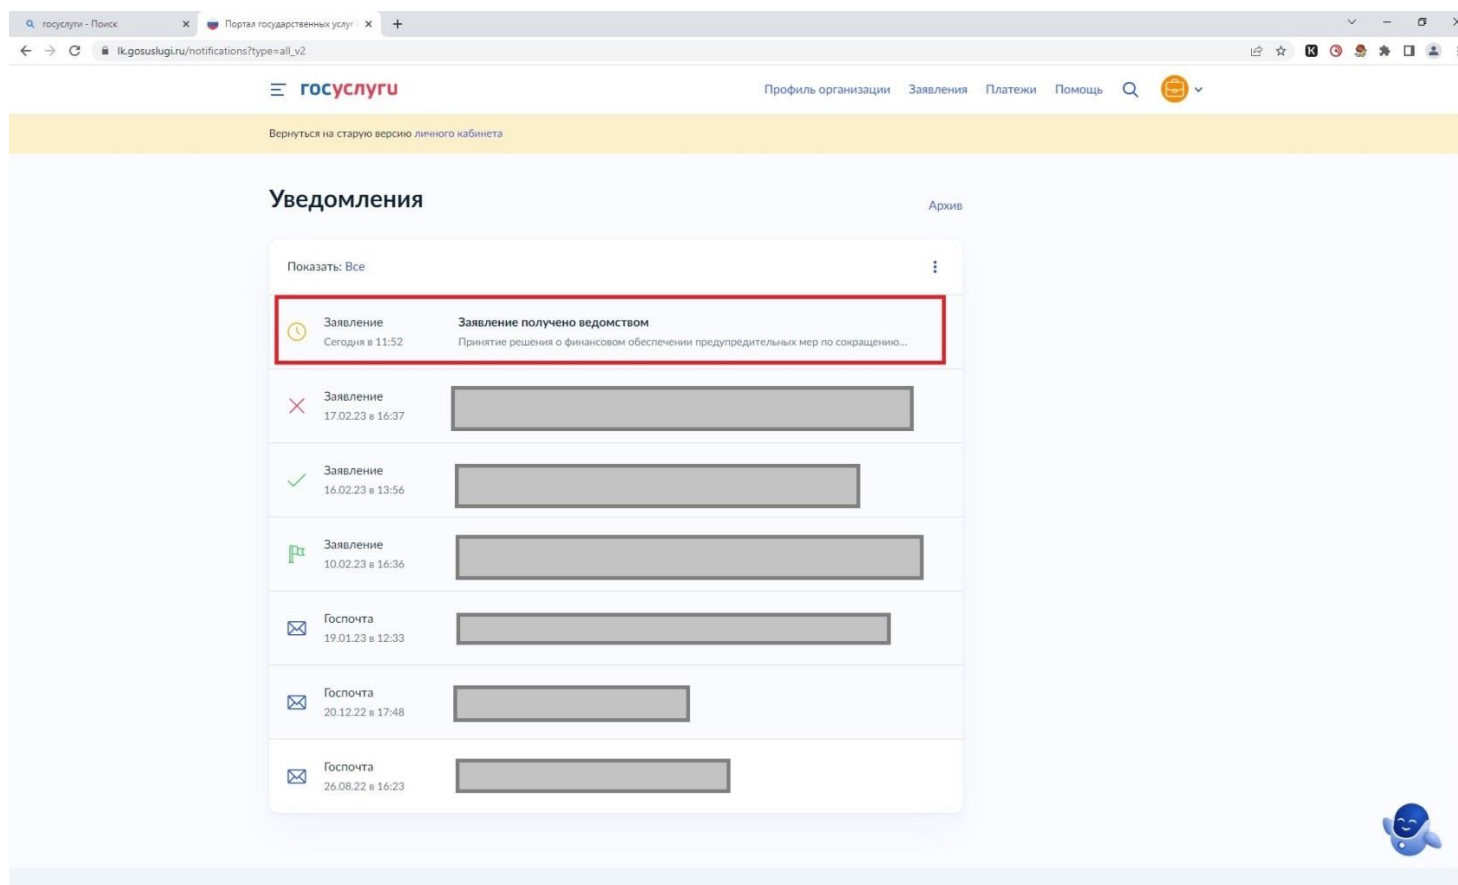 госуслуги - Поиск
Портал государственных услуг
lk.gosuslugi.ru/notifications?type=all_v2
госуслуги
Профиль организации Заявления Платежи Помощь
Вернуться на старую версию личного кабинета
Уведомления
Архив
Показать: Все
Заявление Заявление получено ведомством
Сегодня в 11:52 Принятие решения о финансовом обеспечении предупредительных мер по сокращению...
Заявление
17.02.23 в 16:37
Заявление
16.02.23 в 13:56
Заявление
10.02.23 в 16:36
Госпочта
19.01.23 в 12:33
Госпочта
20.12.22 в 17:48
Госпочта
26.08.22 в 16:23